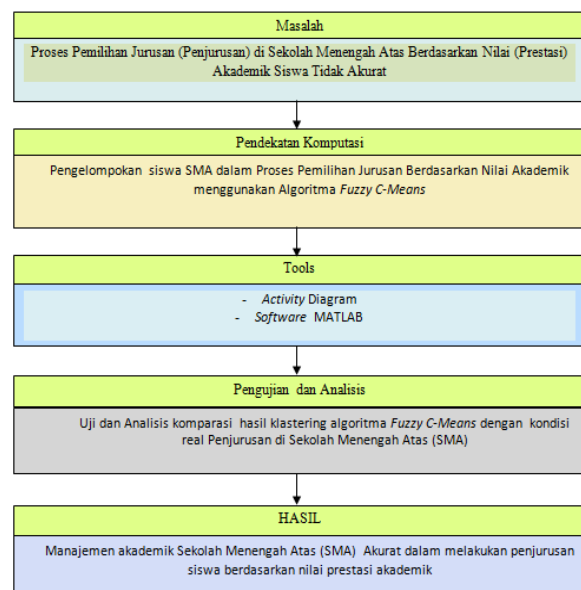 Masalah
Proses Pemilihan Jurusan (Penjurusan) di Sekolah Menengah Atas Berdasarkan Nilai (Prestasi)
Akademik Siswa Tidak Akurat
Pendekatan Komputasi
Pengelompokan siswa SMA dalam Proses Pemilihan Jurusan Berdasarkan Nilai Akademik
menggunakan Algoritma Fuzzy C-Means
Tools
- Activity Diagram
- Software MATLAB
Pengujian dan Analisis
Uji dan Analisis komparasi hasil klastering algoritma Fuzzy C-Means dengan kondisi
real Penjurusan di Sekolah Menengah Atas (SMA)
HASIL
Manajemen akademik Sekolah Menengah Atas (SMA) Akurat dalam melakukan penjurusan
siswa berdasarkan nilai prestasi akademik